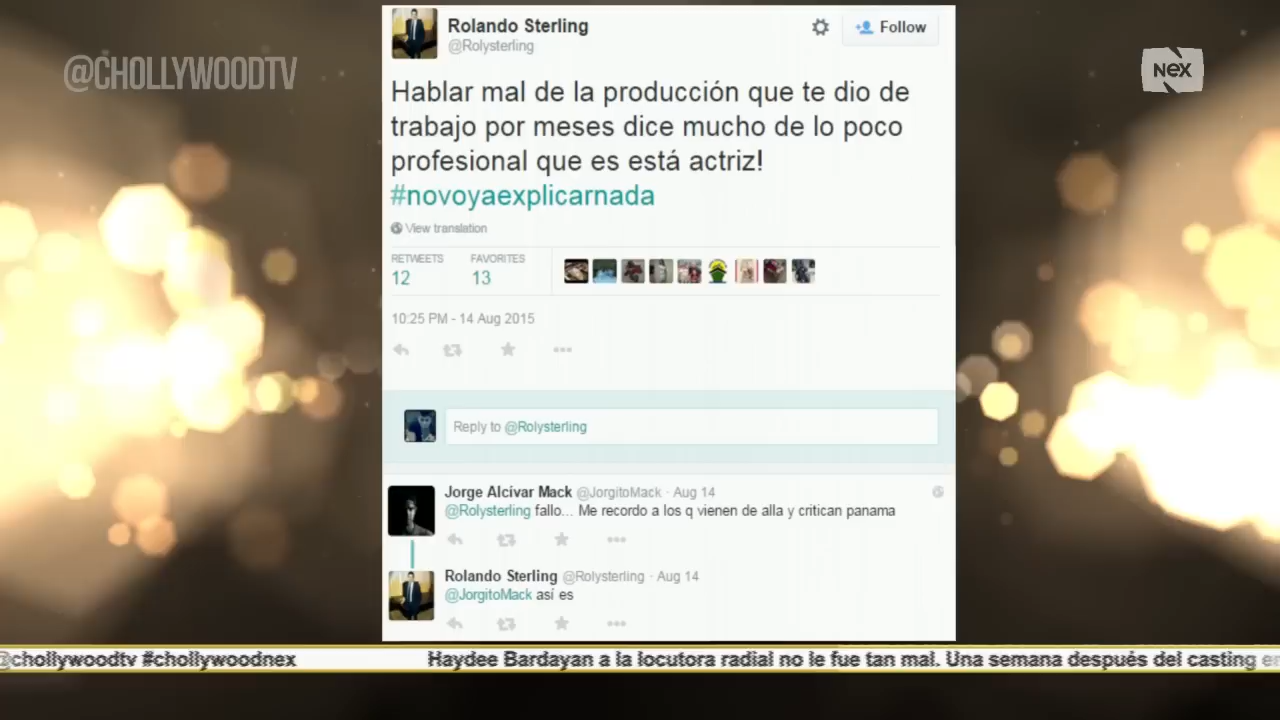 @CHOLLYWOODTV
nex
Rolando Sterling
@Rolysterling
Follow
Hablar mal de la producción que te dio de
trabajo por meses dice mucho de lo poco
profesional que es está actriz!
#novoyaexplicarnada
View translation
RETWEETS FAVORITES
12 13
10:25 PM - 14 Aug 2015
Reply to @Rolysterling
Jorge Alcívar Mack @JorgitoMack · Aug 14
@Rolysterling fallo... Me recordo a los q vienen de alla y critican panama
Rolando Sterling @Rolysterling · Aug 14
@JorgitoMack así es
@chollywoodtv #chollywoodnex Haydee Bardayan a la locutora radial no le fue tan mal. Una semana después del casting